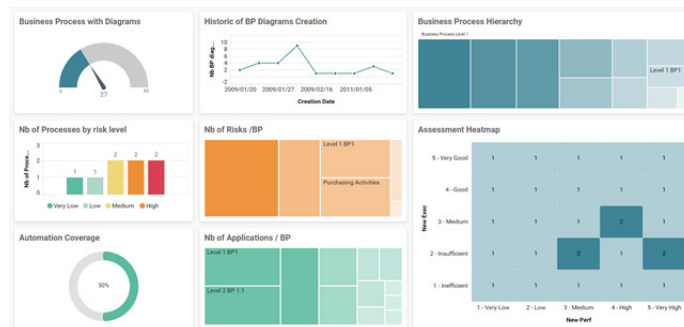 Business Process with Diagrams
0
27
Historic of BP Diagrams Creation
Nb BP diag...
10
8
6
4
2
0
2009/01/20 2009/01/27 2009/02/16 2011/01/05
Creation Date
Business Process Hierarchy
Business Process Level 1
Level 1 BP1
Nb of Processes by risk level
Nb of Proce...
3
2
1
0
1 1 2 2 2
Very Low Low Medium High
Nb of Risks /BP
Level 1 BP1
Purchasing Activities
Assessment Heatmap
New Exec
5 - Very Good 1 1 1 1 1
4 - Good 1 1 1 1 1
3 - Medium 1 1 1 2 1
2 - Insufficient 1 1 2 1 2
1 - Inefficient 1 1 1 1 1
1 - Very Low 2 - Low 3 - Medium 4 - High 5 - Very High
New Perf
Automation Coverage
50%
Nb of Applications / BP
Level 1 BP1
Level 2 BP 1.1